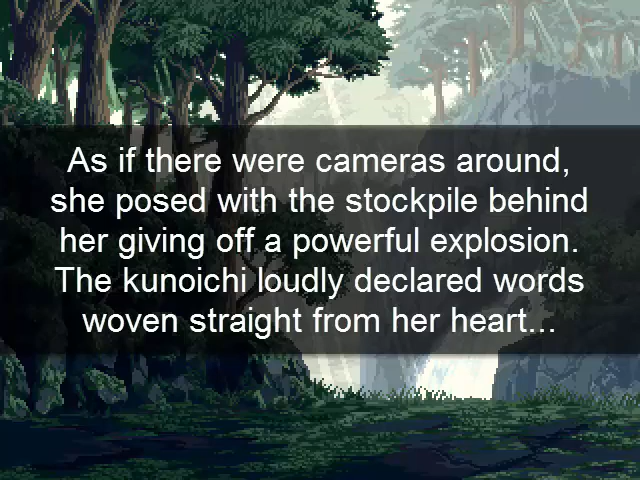 As if there were cameras around,
she posed with the stockpile behind
her giving off a powerful explosion.
The kunoichi loudly declared words
woven straight from her heart...